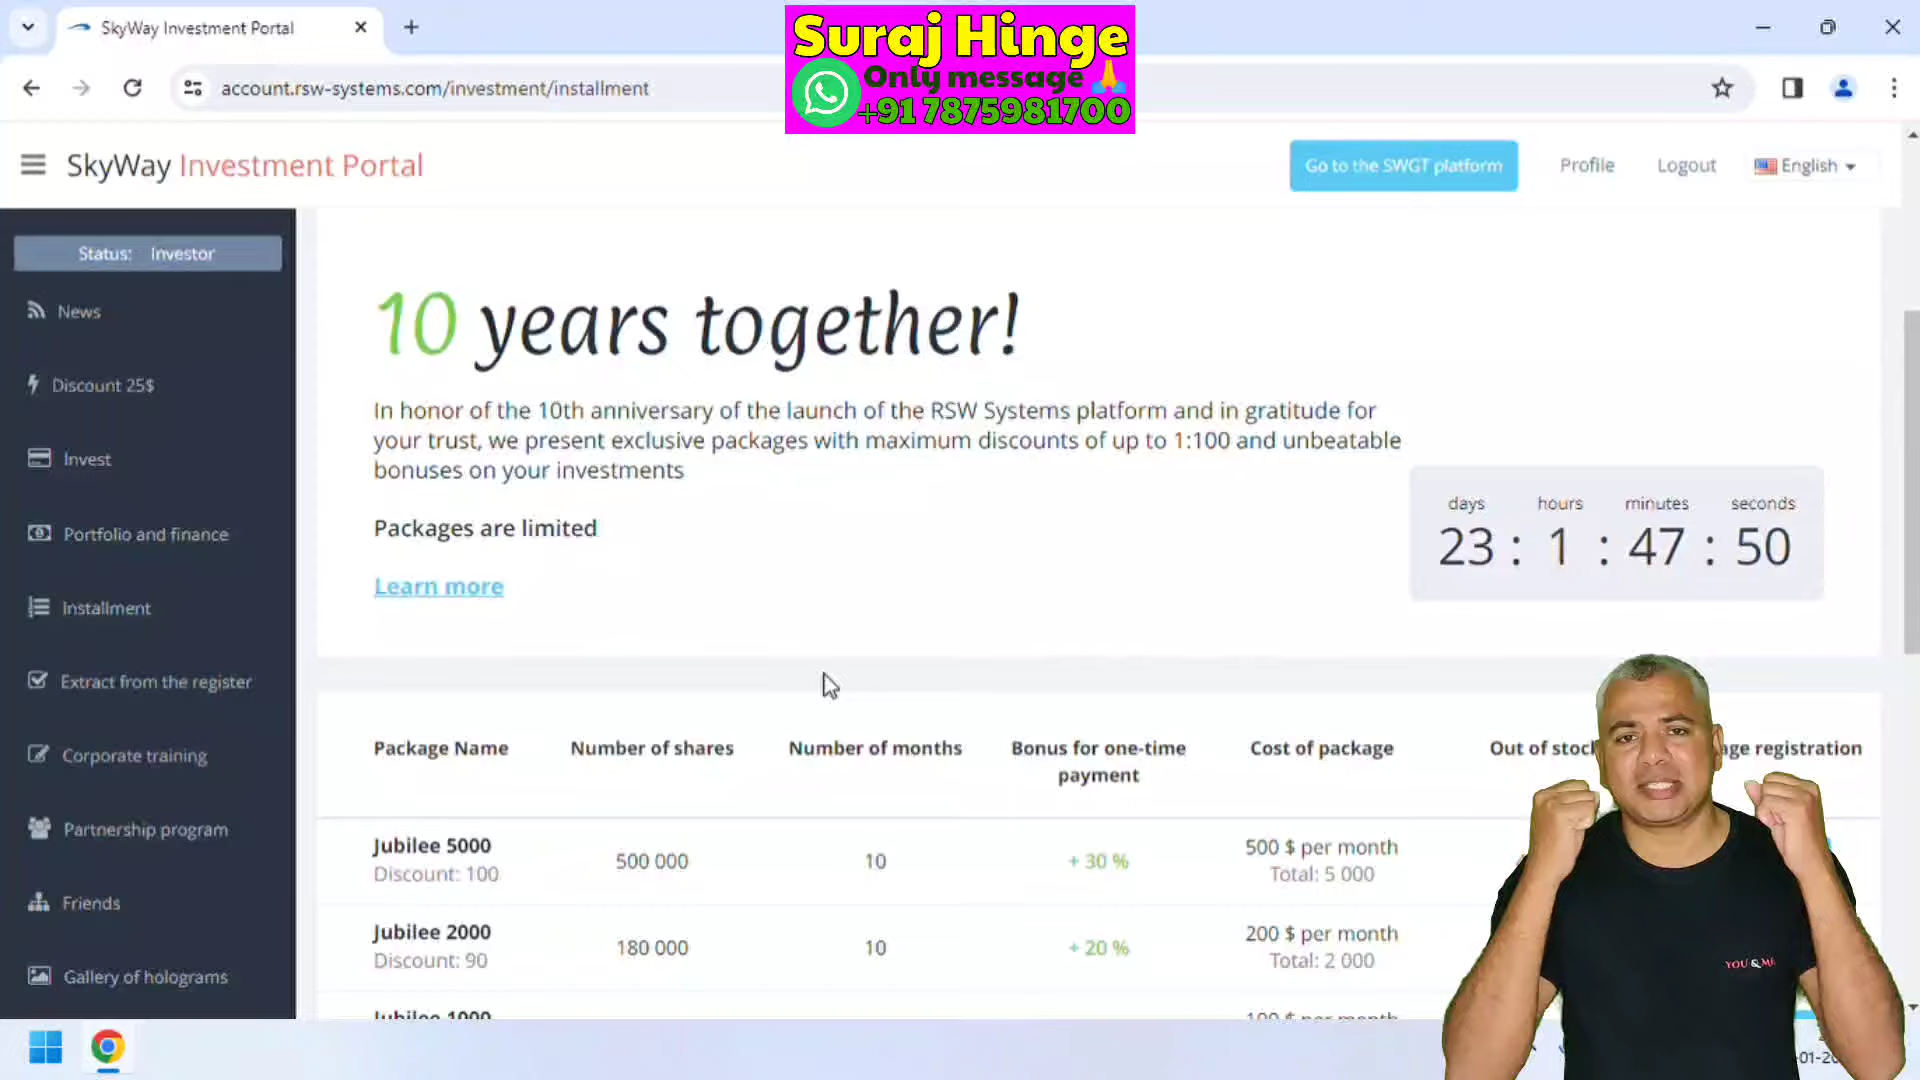 SkyWay Investment Portal
Suraj Hinge
Only message
+91 7875981700
account.rsw-systems.com/investment/installment
SkyWay Investment Portal
Go to the SWGT platform
Profile
Logout
English
Status: Investor
News
Discount 25$
Invest
Portfolio and finance
Installment
Extract from the register
Corporate training
Partnership program
Friends
Gallery of holograms
10 years together!
In honor of the 10th anniversary of the launch of the RSW Systems platform and in gratitude for
your trust, we present exclusive packages with maximum discounts of up to 1:100 and unbeatable
bonuses on your investments
Packages are limited
Learn more
days hours minutes seconds
23 : 1 : 47 : 50
Package Name Number of shares Number of months Bonus for one-time payment Cost of package Out of registration
Jubilee 5000 500 000 10 + 30 % 500 $ per month
Discount: 100 Total: 5 000
Jubilee 2000 180 000 10 + 20 % 200 $ per month
Discount: 90 Total: 2 000
Jubilee 1000
YOU &